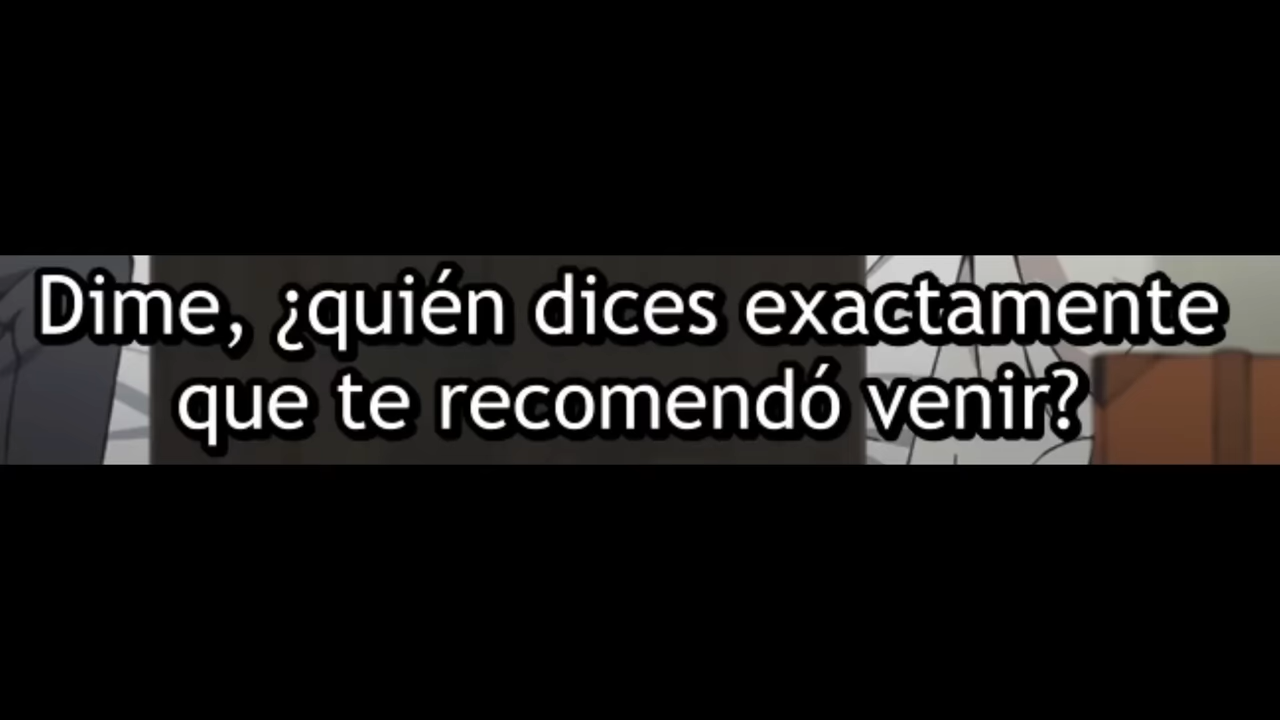 Dime, ¿quién dices exactamente
que te recomendó venir?